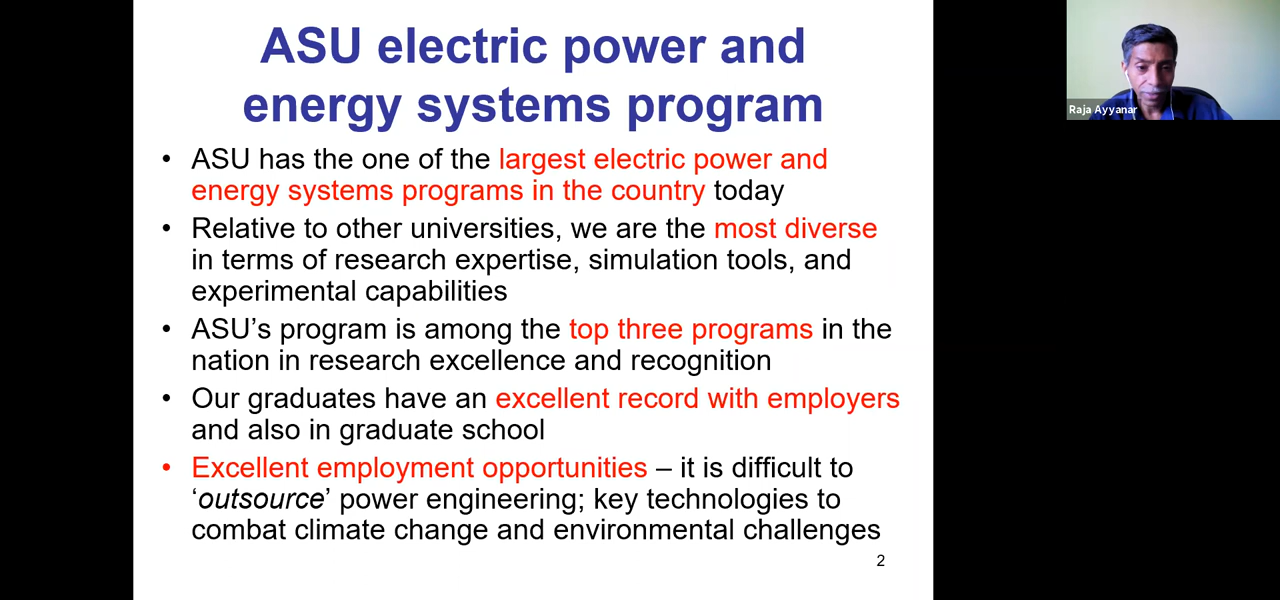 ASU electric power and
energy systems program
• ASU has the one of the largest electric power and
energy systems programs in the country today
• Relative to other universities, we are the most diverse
in terms of research expertise, simulation tools, and
experimental capabilities
• ASU’s program is among the top three programs in the
nation in research excellence and recognition
• Our graduates have an excellent record with employers
and also in graduate school
• Excellent employment opportunities – it is difficult to
‘outsource’ power engineering; key technologies to
combat climate change and environmental challenges
2
Raja Ayyanar